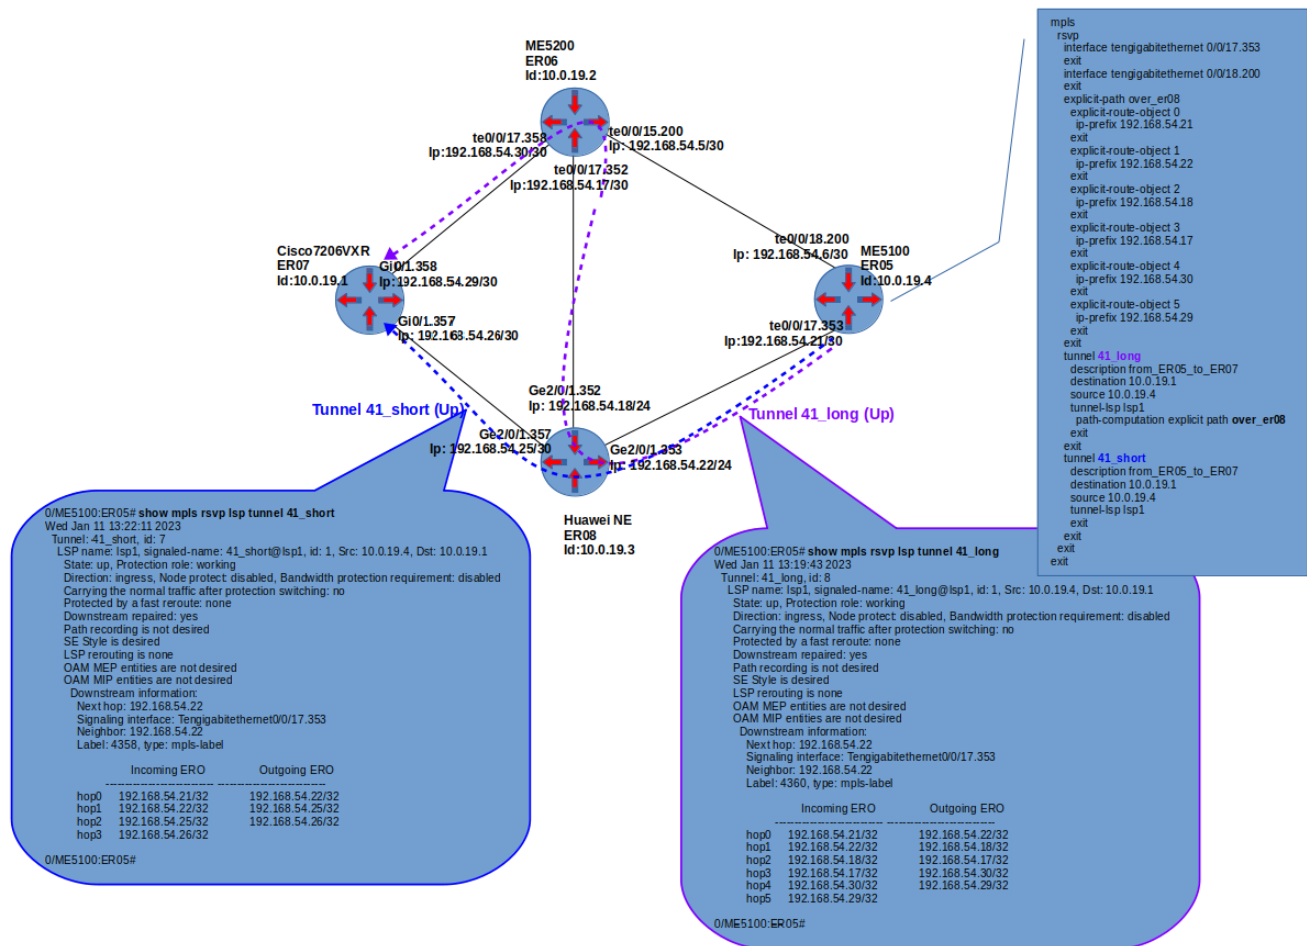 ME5200
ER06
Id:10.0.19.2
te0/0/17.358
Ip:192.168.54.30/30
te0/0/15.200
Ip: 192.168.54.5/30
te0/0/17.352
Ip:192.168.54.17/30
Cisco7206VXR
ER07
Id:10.0.19.1
Gi0/1.358
Ip:192.168.54.29/30
Gi0/1.357
Ip: 192.168.54.26/30
te0/0/18.200
Ip:192.168.54.6/30
ME5100
ER05
Id:10.0.19.4
te0/0/17.353
Ip:192.168.54.21/30
Ge2/0/1.352
Ip: 192.168.54.18/24
Tunnel 41_short (Up)
Tunnel 41_long (Up)
Ge2/0/1.357
Ip: 192.168.54.25/30
Ge2/0/1.353
Ip: 192.168.54.22/24
Huawei NE
ER08
Id:10.0.19.3
mpls
rsvp
interface tengigabitethernet 0/0/17.353
exit
interface tengigabitethernet 0/0/18.200
exit
explicit-path over_er08
explicit-route-object 0
ip-prefix 192.168.54.21
exit
explicit-route-object 1
ip-prefix 192.168.54.22
exit
explicit-route-object 2
ip-prefix 192.168.54.18
exit
explicit-route-object 3
ip-prefix 192.168.54.17
exit
explicit-route-object 4
ip-prefix 192.168.54.30
exit
explicit-route-object 5
ip-prefix 192.168.54.29
exit
exit
tunnel 41_long
description from_ER05_to_ER07
destination 10.0.19.1
source 10.0.19.4
tunnel-lsp lsp1
path-computation explicit path over_er08
exit
exit
tunnel 41_short
description from_ER05_to_ER07
destination 10.0.19.1
source 10.0.19.4
tunnel-lsp lsp1
exit
exit
exit
exit
0/ME5100:ER05# show mpls rsvp lsp tunnel 41_short
Wed Jan 11 13:22:11 2023
Tunnel: 41_short, id: 7
LSP name: lsp1, signaled-name: 41_short@lsp1, id: 1, Src: 10.0.19.4, Dst: 10.0.19.1
State: up, Protection role: working
Direction: ingress, Node protect: disabled, Bandwidth protection requirement: disabled
Carrying the normal traffic after protection switching: no
Protected by a fast reroute: none
Downstream repaired: yes
Path recording is not desired
SE Style is desired
LSP rerouting is none
OAM MEP entities are not desired
OAM MIP entities are not desired
Downstream information:
Next hop: 192.168.54.22
Signaling interface: Tengigabitethernet0/0/17.353
Neighbor: 192.168.54.22
Label: 4358, type: mpls-label
Incoming ERO Outgoing ERO
--------------------------- ---------------------------
hop0 192.168.54.21/32 192.168.54.22/32
hop1 192.168.54.22/32 192.168.54.25/32
hop2 192.168.54.25/32 192.168.54.26/32
hop3 192.168.54.26/32
0/ME5100:ER05#
0/ME5100:ER05# show mpls rsvp lsp tunnel 41_long
Wed Jan 11 13:19:43 2023
Tunnel: 41_long, id: 8
LSP name: lsp1, signaled-name: 41_long@lsp1, id: 1, Src: 10.0.19.4, Dst: 10.0.19.1
State: up, Protection role: working
Direction: ingress, Node protect: disabled, Bandwidth protection requirement: disabled
Carrying the normal traffic after protection switching: no
Protected by a fast reroute: none
Downstream repaired: yes
Path recording is not desired
SE Style is desired
LSP rerouting is none
OAM MEP entities are not desired
OAM MIP entities are not desired
Downstream information:
Next hop: 192.168.54.22
Signaling interface: Tengigabitethernet0/0/17.353
Neighbor: 192.168.54.22
Label: 4360, type: mpls-label
Incoming ERO Outgoing ERO
--------------------------- ---------------------------
hop0 192.168.54.21/32 192.168.54.22/32
hop1 192.168.54.22/32 192.168.54.18/32
hop2 192.168.54.18/32 192.168.54.17/32
hop3 192.168.54.17/32 192.168.54.30/32
hop4 192.168.54.30/32 192.168.54.29/32
hop5 192.168.54.29/32
0/ME5100:ER05#